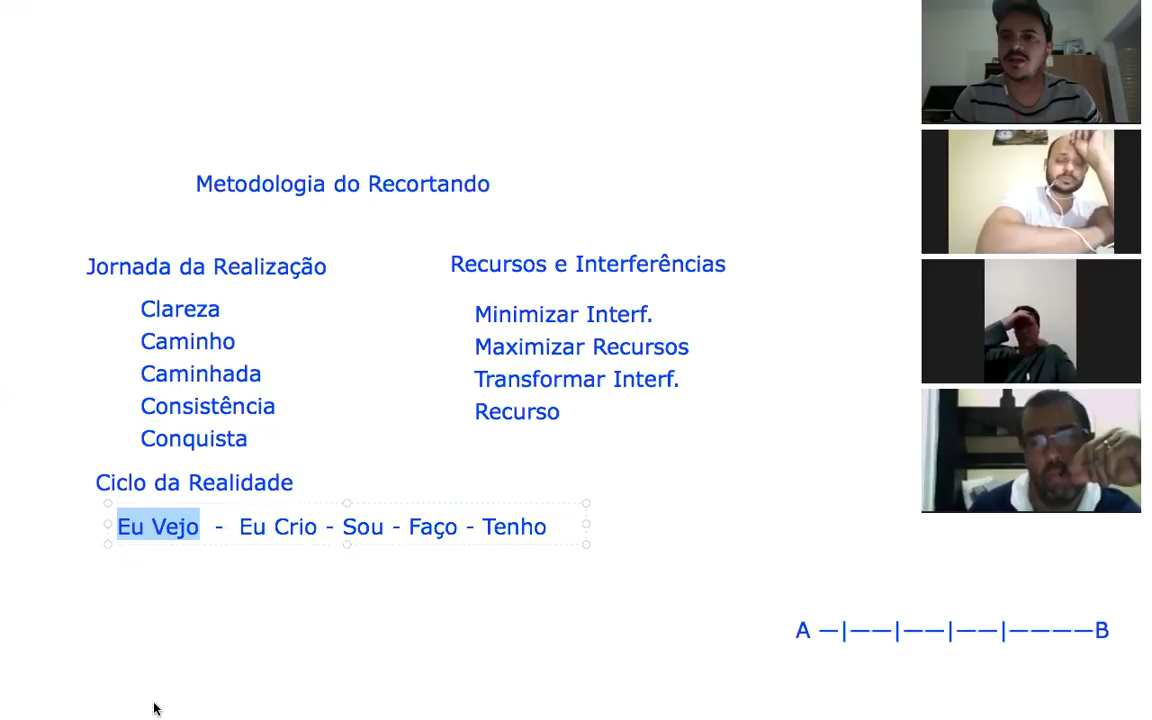 Metodologia do Recortando
Jornada da Realização
Clareza
Caminho
Caminhada
Consistência
Conquista
Recursos e Interferências
Minimizar Interf.
Maximizar Recursos
Transformar Interf.
Recurso
Ciclo da Realidade
Eu Vejo - Eu Crio - Sou - Faço - Tenho
A —|——|——|——|————B